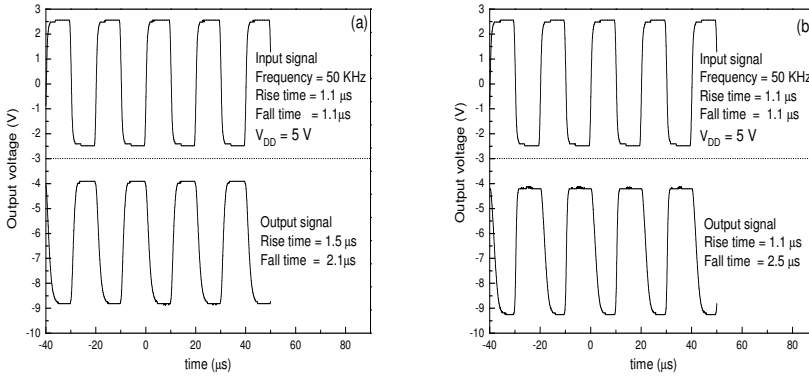 (a)
3
2
1
0
-1
-2
-3
-4
-5
-6
-7
-8
-9
-10
Output voltage (V)
Input signal
Frequency = 50 KHz
Rise time = 1.1 μs
Fall time = 1.1μs
VDD = 5 V
Output signal
Rise time = 1.5 μs
Fall time = 2.1μs
-40 -20 0 20 40 60 80
time (μs)
(b
3
2
1
0
-1
-2
-3
-4
-5
-6
-7
-8
-9
-10
Output voltage (V)
Input signal
Frequency = 50 KHz
Rise time = 1.1 μs
Fall time = 1.1 μs
VDD = 5 V
Output signal
Rise time = 1.1 μs
Fall time = 2.5 μs
-40 -20 0 20 40 60 80
time (μs)